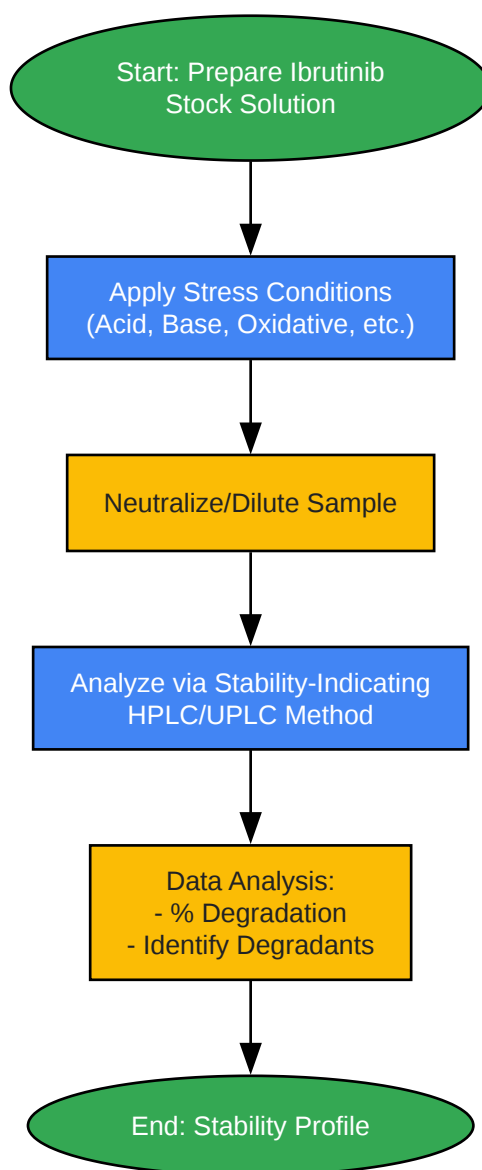 Start: Prepare Ibrutinib
Stock Solution
Apply Stress Conditions
(Acid, Base, Oxidative, etc.)
Neutralize/Dilute Sample
Analyze via Stability-Indicating
HPLC/UPLC Method
Data Analysis:
- % Degradation
- Identify Degradants
End: Stability Profile